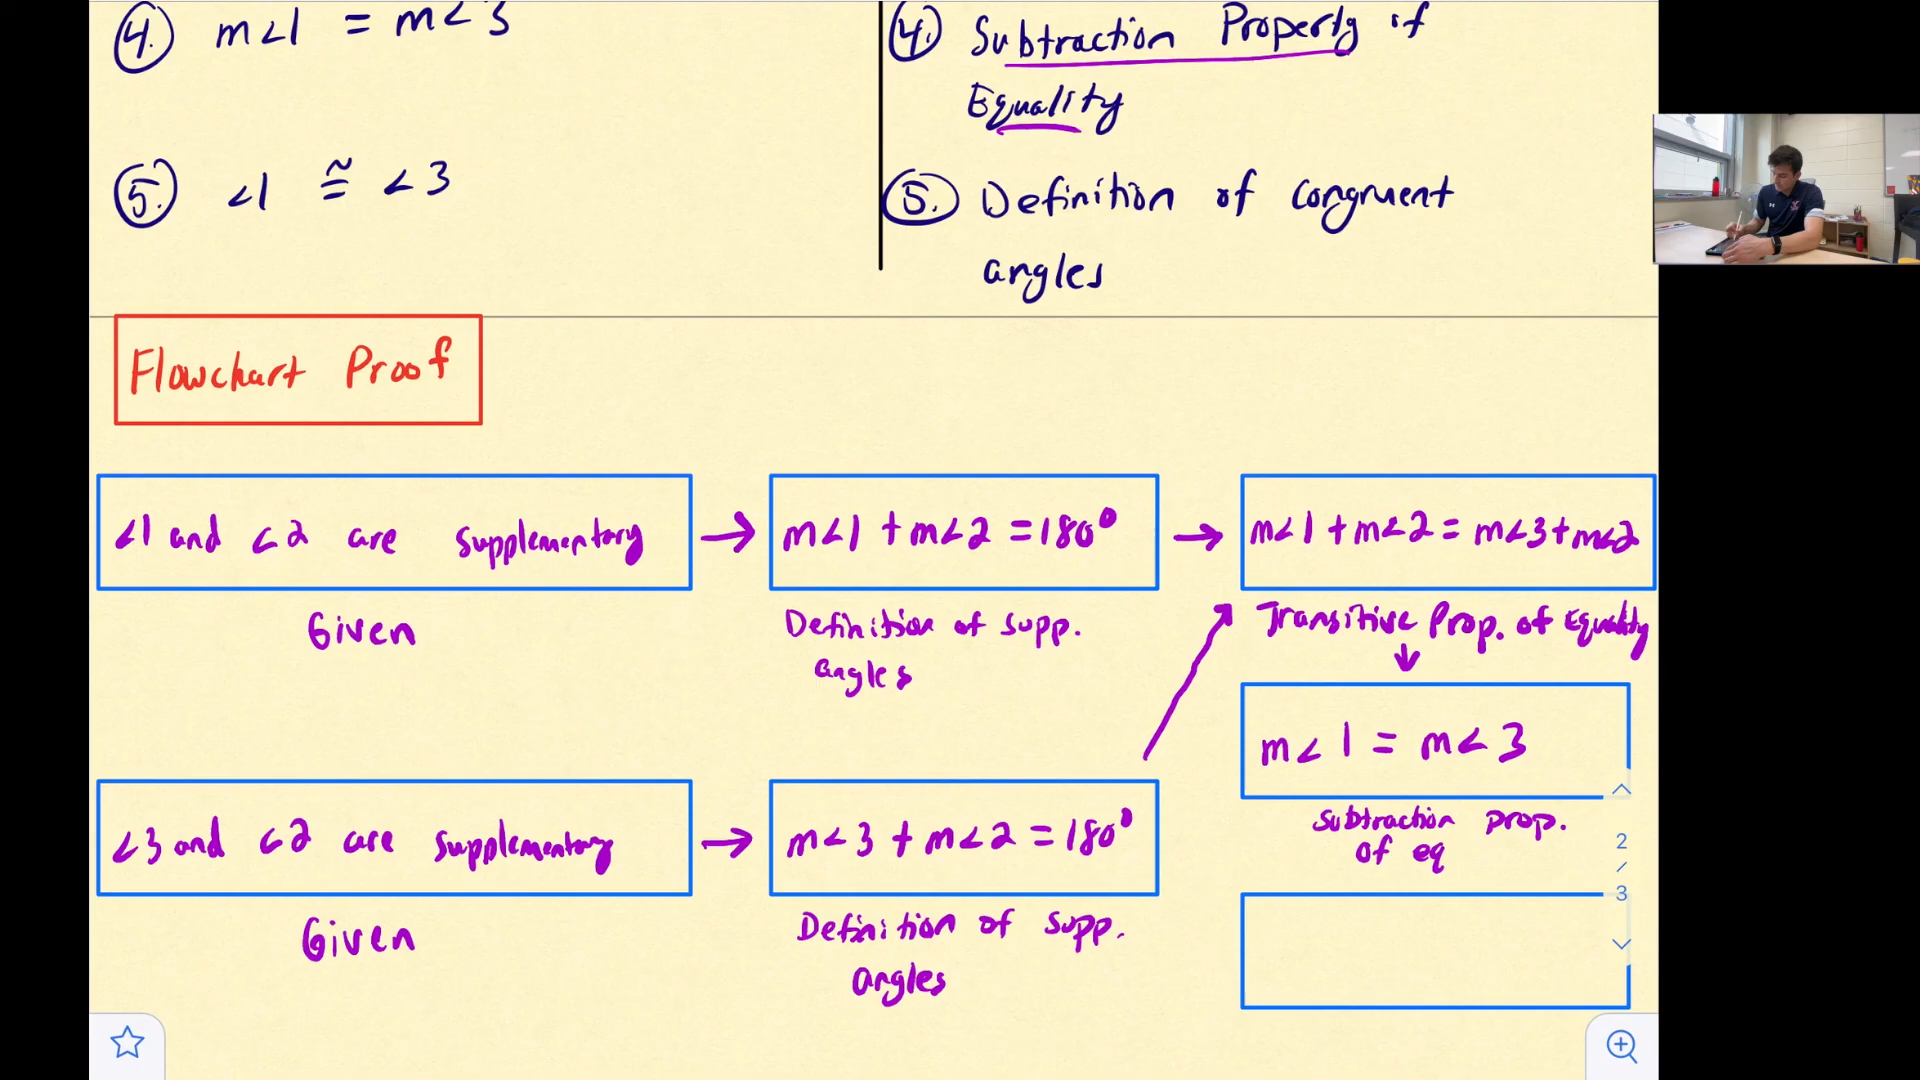 4. m∠1 = m∠3
4. Subtraction Property of
Equality
5. ∠1 ≅ ∠3
5. Definition of congruent
angles
Flowchart Proof
∠1 and ∠2 are supplementary
Given
m∠1 + m∠2 = 180°
Definition of supp.
angles
m∠1 + m∠2 = m∠3 + m∠2
Transitive Prop. of Equality
m∠1 = m∠3
Subtraction prop.
of eq
∠3 and ∠2 are supplementary
Given
m∠3 + m∠2 = 180°
Definition of supp.
angles
2
/
3